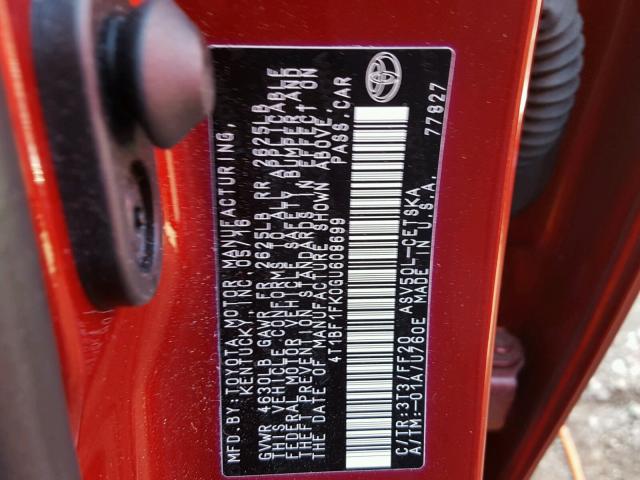 MFD. BY: TOYOTA MOTOR MANUFACTURING,
KENTUCKY, INC. 05/16
GVWR 4630LB GAWR FR 2625LB RR 2625LB
THIS VEHICLE CONFORMS TO ALL APPLICABLE
FEDERAL MOTOR VEHICLE SAFETY, BUMPER, AND
THEFT PREVENTION STANDARDS IN EFFECT ON
THE DATE OF MANUFACTURE SHOWN ABOVE.
4T1BF1FK0GU608699 PASS. CAR
C/TR:3T3/FF20 ASV50L-CETSKA
A/TM:-01A/U760E MADE IN U.S.A. 77827